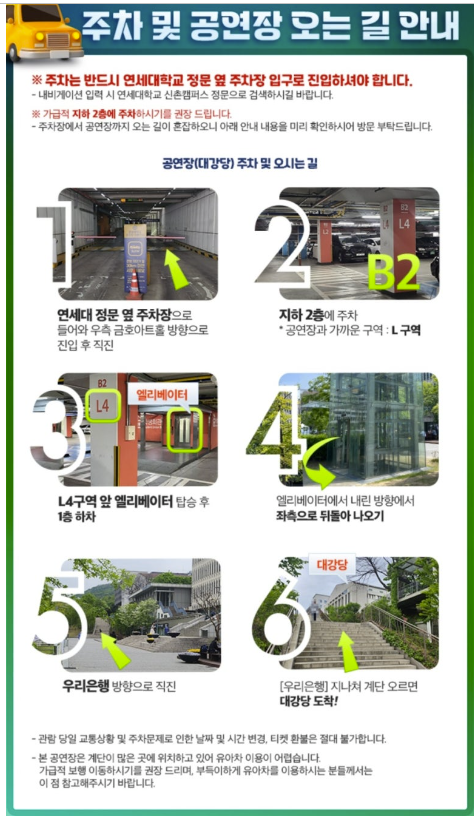 주차 및 공연장 오는 길 안내
※ 주차는 반드시 연세대학교 정문 옆 주차장 입구로 진입하셔야 합니다.
- 내비게이션 입력 시 연세대학교 신촌캠퍼스 정문으로 검색하시길 바랍니다.
※ 가급적 지하 2층에 주차하시기를 권장 드립니다.
- 주차장에서 공연장까지 오는 길이 혼잡하오니 아래 안내 내용을 미리 확인하시어 방문 부탁드립니다.
공연장(대강당) 주차 및 오시는 길
1
연세대 정문 옆 주차장으로
들어와 우측 금호아트홀 방향으로
진입 후 직진
2
B2
L4
L4
B2
지하 2층에 주차
* 공연장과 가까운 구역 : L 구역
3
B2
L4
엘리베이터
L4구역 앞 엘리베이터 탑승 후
1층 하차
4
엘리베이터에서 내린 방향에서
좌측으로 뒤돌아 나오기
5
우리은행 방향으로 직진
6
대강당
[우리은행] 지나쳐 계단 오르면
대강당 도착!
- 관람 당일 교통상황 및 주차문제로 인한 날짜 및 시간 변경, 티켓 환불은 절대 불가합니다.
- 본 공연장은 계단이 많은 곳에 위치하고 있어 유아차 이용이 어렵습니다.
가급적 보행 이동하시기를 권장 드리며, 부득이하게 유아차를 이용하시는 분들께서는
이 점 참고해주시기 바랍니다.